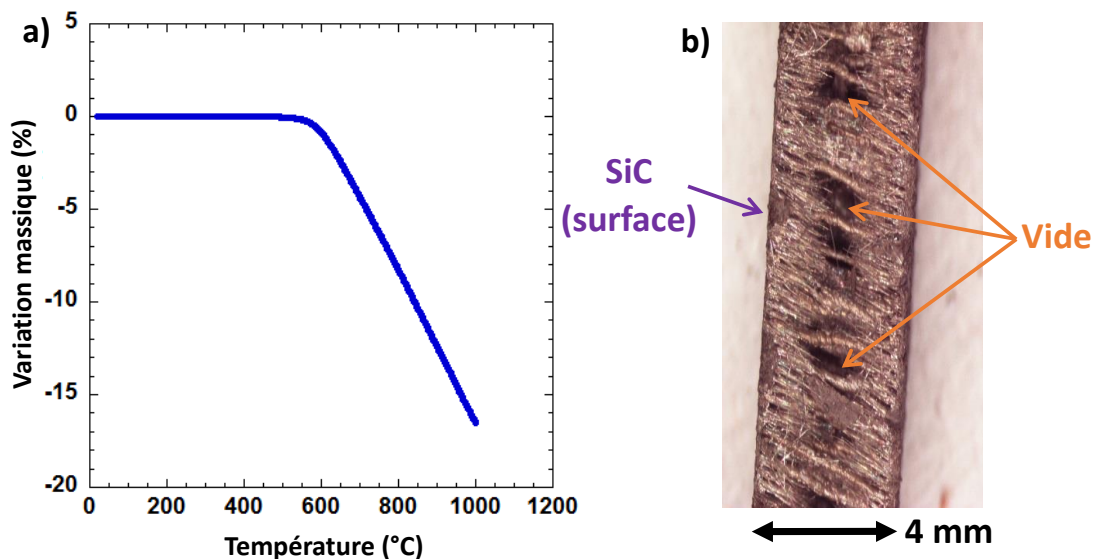 a)
5
0
-5
-10
-15
-20
Variation massique (%)
0 200 400 600 800 1000 1200
Température (°C)
b)
SiC
(surface)
Vide
4 mm